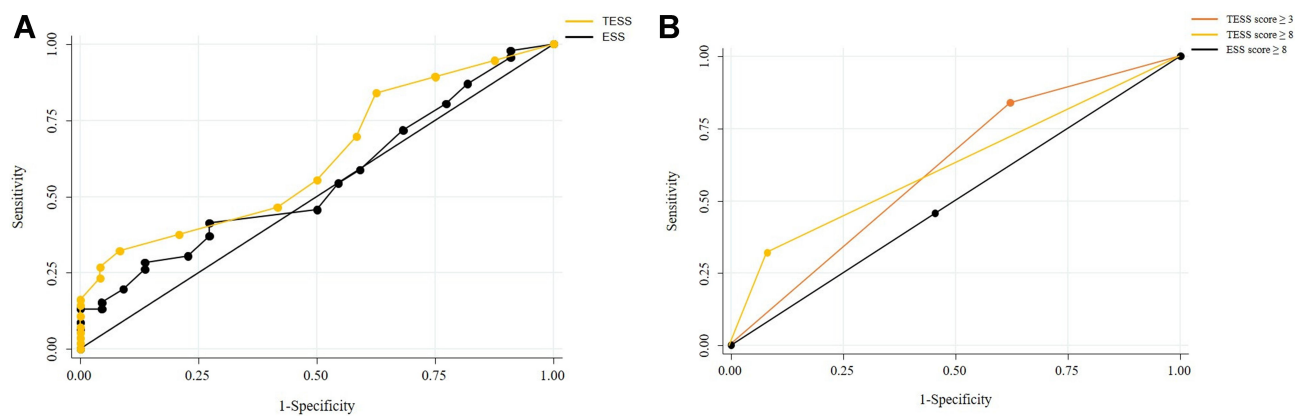 A
TESS
ESS
Sensitivity
1.00
0.75
0.50
0.25
0.00
0.00 0.25 0.50 0.75 1.00
1-Specificity
B
TESS score ≥ 3
TESS score ≥ 8
ESS score ≥ 8
Sensitivity
1.00
0.75
0.50
0.25
0.00
0.00 0.25 0.50 0.75 1.00
1-Specificity